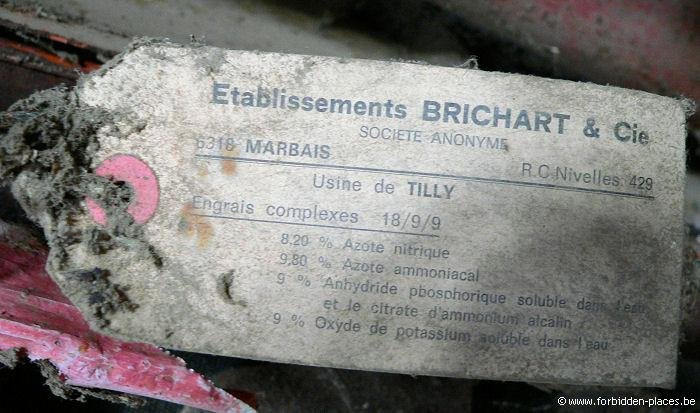 Etablissements BRICHART & Cie
SOCIETE ANONYME
6318 MARBAIS R.C. Nivelles 429
Usine de TILLY
Engrais complexes 18/9/9
8,20 % Azote nitrique
9,80 % Azote ammoniacal
9 % Anhydride pbosphorique soluble dans l'eau
et le citrate d'ammonium alcalin
9 % Oxyde de potassium soluble dans l'eau
© www.forbidden-places.be